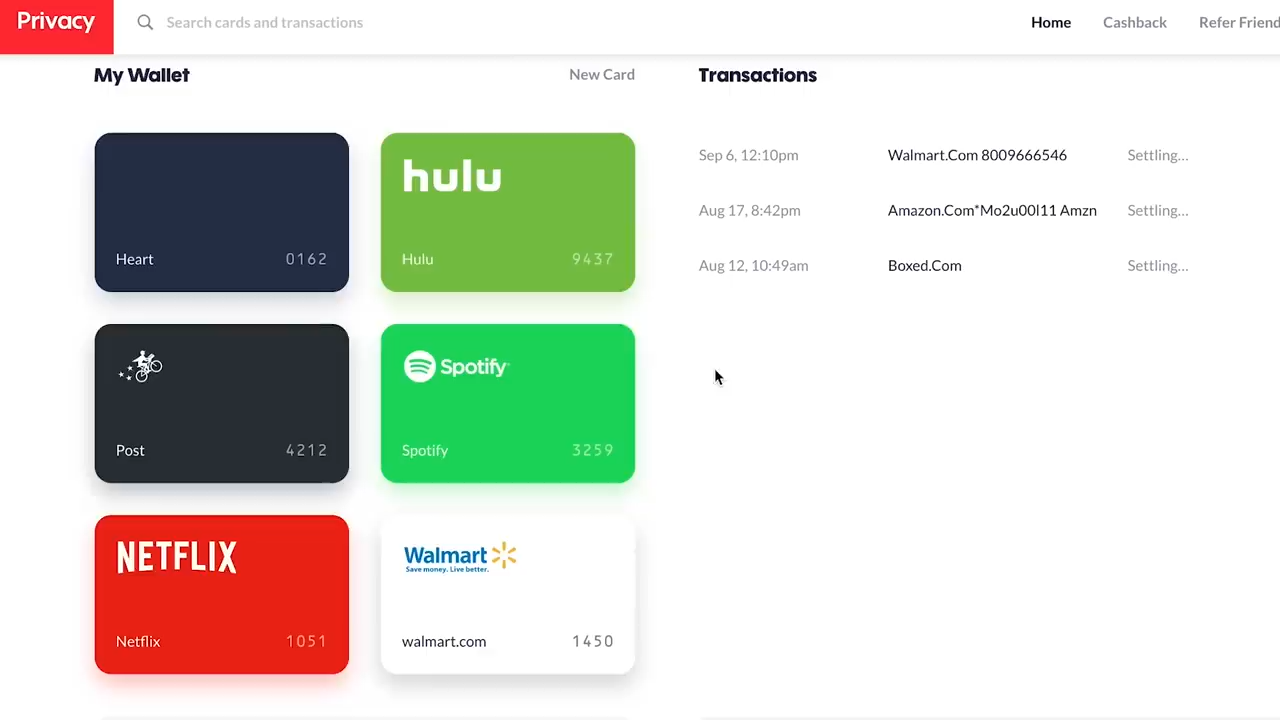 Privacy
Search cards and transactions
Home
Cashback
Refer Friend
My Wallet
New Card
Heart
0162
hulu
Hulu
9437
Post
4212
Spotify
Spotify
3259
NETFLIX
Netflix
1051
Walmart
Save money. Live better.
walmart.com
1450
Transactions
Sep 6, 12:10pm Walmart.Com 8009666546 Settling...
Aug 17, 8:42pm Amazon.Com*Mo2u00l11 Amzn Settling...
Aug 12, 10:49am Boxed.Com Settling...